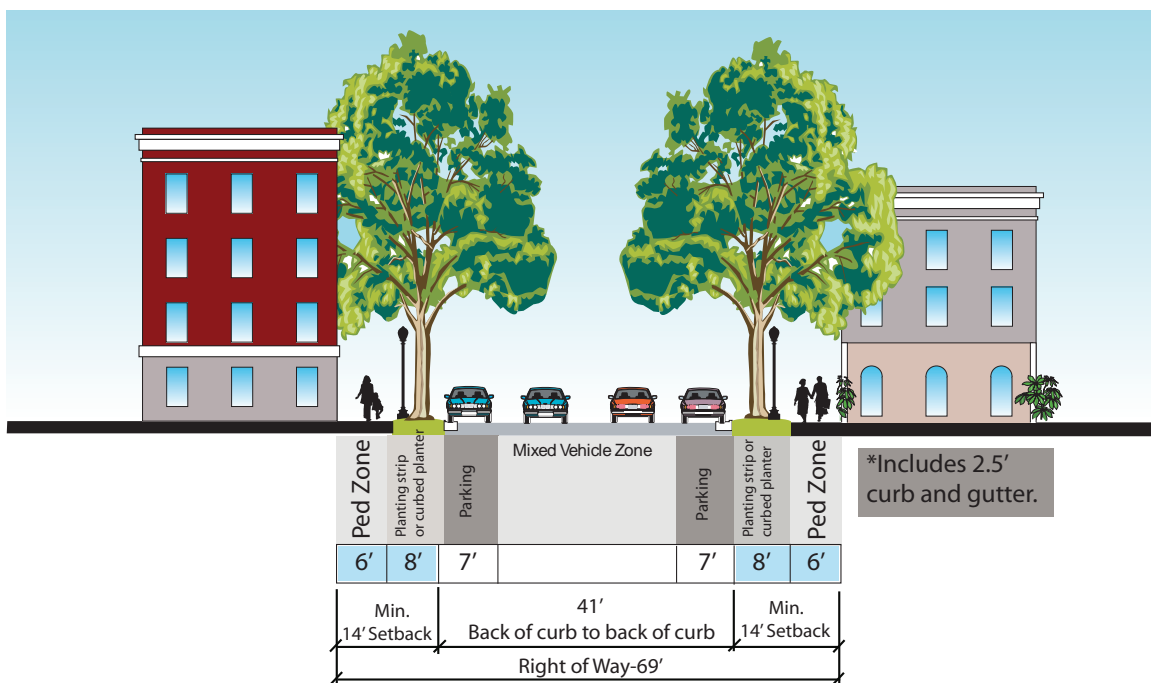 Ped Zone
Planting strip
or curbed planter
Parking
Mixed Vehicle Zone
Parking
Planting strip or
curbed planter
Ped Zone
*Includes 2.5’
curb and gutter.
6’
8’
7’
7’
8’
6’
Min.
14’ Setback
41’
Back of curb to back of curb
Min.
14’ Setback
Right of Way-69’